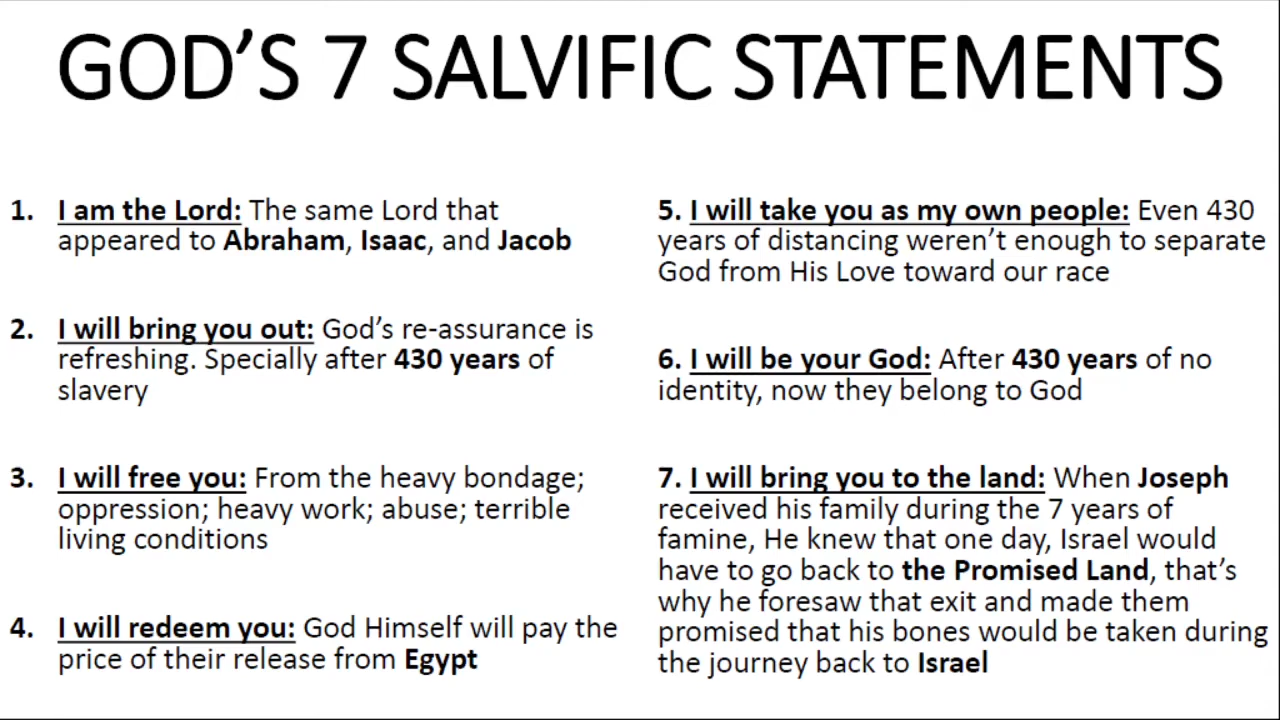 GOD'S 7 SALVIFIC STATEMENTS
1. I am the Lord: The same Lord that
appeared to Abraham, Isaac, and Jacob
2. I will bring you out: God's re-assurance is
refreshing. Specially after 430 years of
slavery
3. I will free you: From the heavy bondage;
oppression; heavy work; abuse; terrible
living conditions
4. I will redeem you: God Himself will pay the
price of their release from Egypt
5. I will take you as my own people: Even 430
years of distancing weren't enough to separate
God from His Love toward our race
6. I will be your God: After 430 years of no
identity, now they belong to God
7. I will bring you to the land: When Joseph
received his family during the 7 years of
famine, He knew that one day, Israel would
have to go back to the Promised Land, that's
why he foresaw that exit and made them
promised that his bones would be taken during
the journey back to Israel